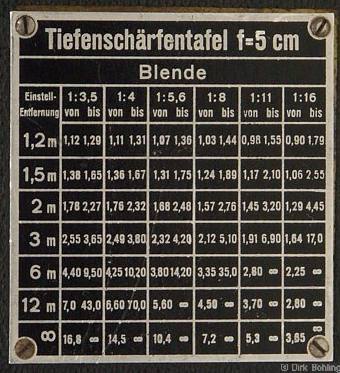 Tiefenschärfentafel f=5 cm
Blende
Einstell- 1:3,5 1:4 1:5,6 1:8 1:11 1:16
Entfernung von bis von bis von bis von bis von bis von bis
1,2 m 1,12 1,29 1,11 1,31 1,07 1,36 1,03 1,44 0,98 1,55 0,90 1,79
1,5 m 1,38 1,65 1,36 1,67 1,31 1,75 1,24 1,89 1,17 2,10 1,06 2,55
2 m 1,78 2,27 1,76 2,32 1,68 2,48 1,57 2,76 1,45 3,20 1,29 4,45
3 m 2,55 3,65 2,49 3,80 2,32 4,20 2,12 5,10 1,91 6,90 1,64 17,0
6 m 4,40 9,50 4,25 10,20 3,80 14,20 3,35 35,0 2,80 ∞ 2,25 ∞
12 m 7,0 43,0 6,60 70,0 5,60 ∞ 4,50 ∞ 3,70 ∞ 2,80 ∞
∞ 16,8 ∞ 14,5 ∞ 10,4 ∞ 7,2 ∞ 5,3 ∞ 3,65 ∞
© Dirk Böhling